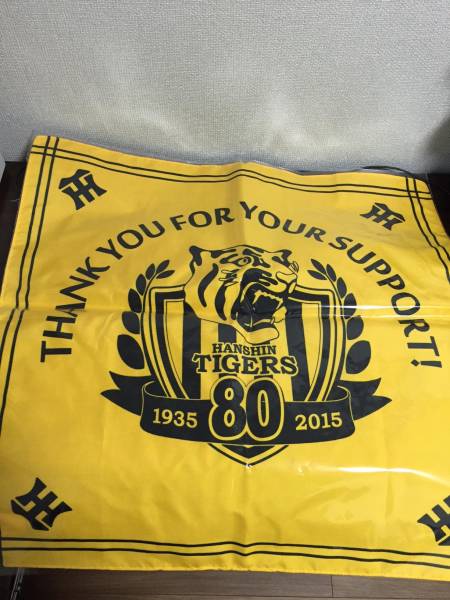 THANK YOU FOR YOUR SUPPORT!
HANSHIN
TIGERS
1935 80 2015